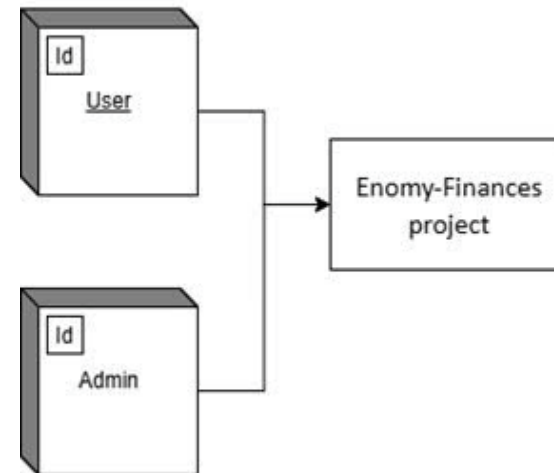 Id
User
Enomy-Finances
project
Id
Admin